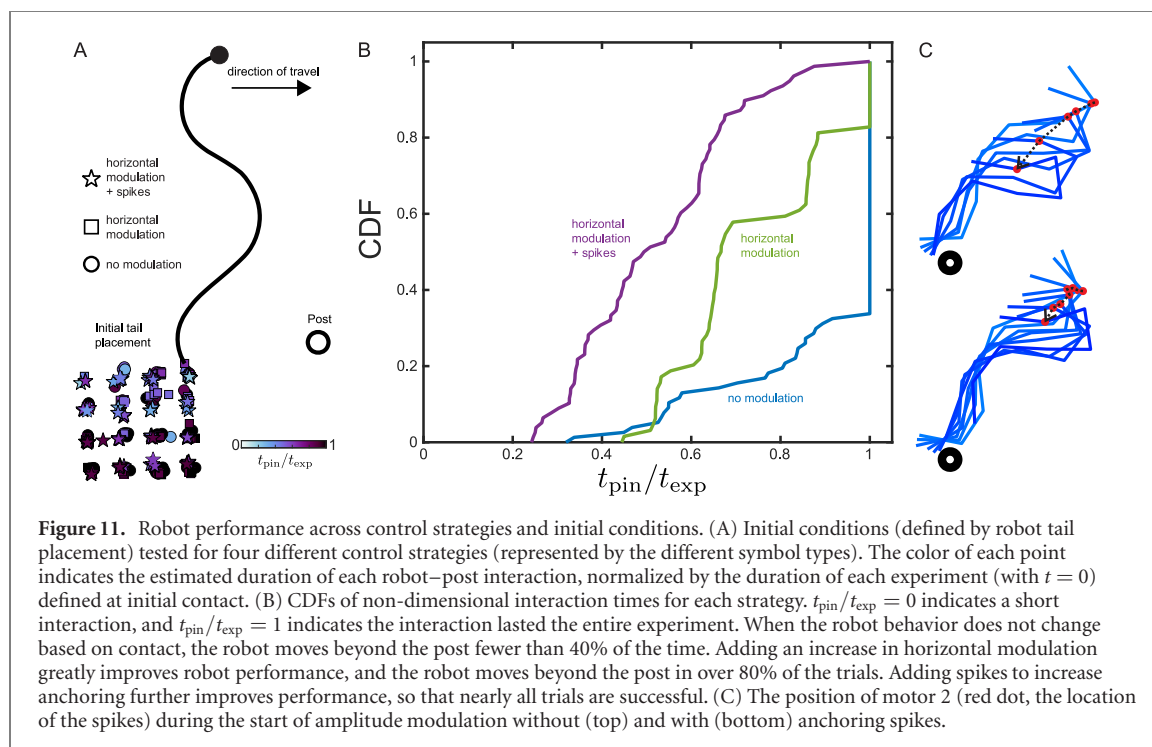 A
direction of travel
horizontal
modulation
+ spikes
horizontal
modulation
no modulation
Initial tail
placement
Post
0
1
t_pin/t_exp
B
CDF
1
0.8
0.6
0.4
0.2
0
horizontal
modulation
+ spikes
horizontal
modulation
no modulation
0 0.2 0.4 0.6 0.8 1
t_pin/t_exp
C
Figure 11. Robot performance across control strategies and initial conditions. (A) Initial conditions (defined by robot tail
placement) tested for four different control strategies (represented by the different symbol types). The color of each point
indicates the estimated duration of each robot–post interaction, normalized by the duration of each experiment (with t = 0)
defined at initial contact. (B) CDFs of non-dimensional interaction times for each strategy. t_pin/t_exp = 0 indicates a short
interaction, and t_pin/t_exp = 1 indicates the interaction lasted the entire experiment. When the robot behavior does not change
based on contact, the robot moves beyond the post fewer than 40% of the time. Adding an increase in horizontal modulation
greatly improves robot performance, and the robot moves beyond the post in over 80% of the trials. Adding spikes to increase
anchoring further improves performance, so that nearly all trials are successful. (C) The position of motor 2 (red dot, the location
of the spikes) during the start of amplitude modulation without (top) and with (bottom) anchoring spikes.